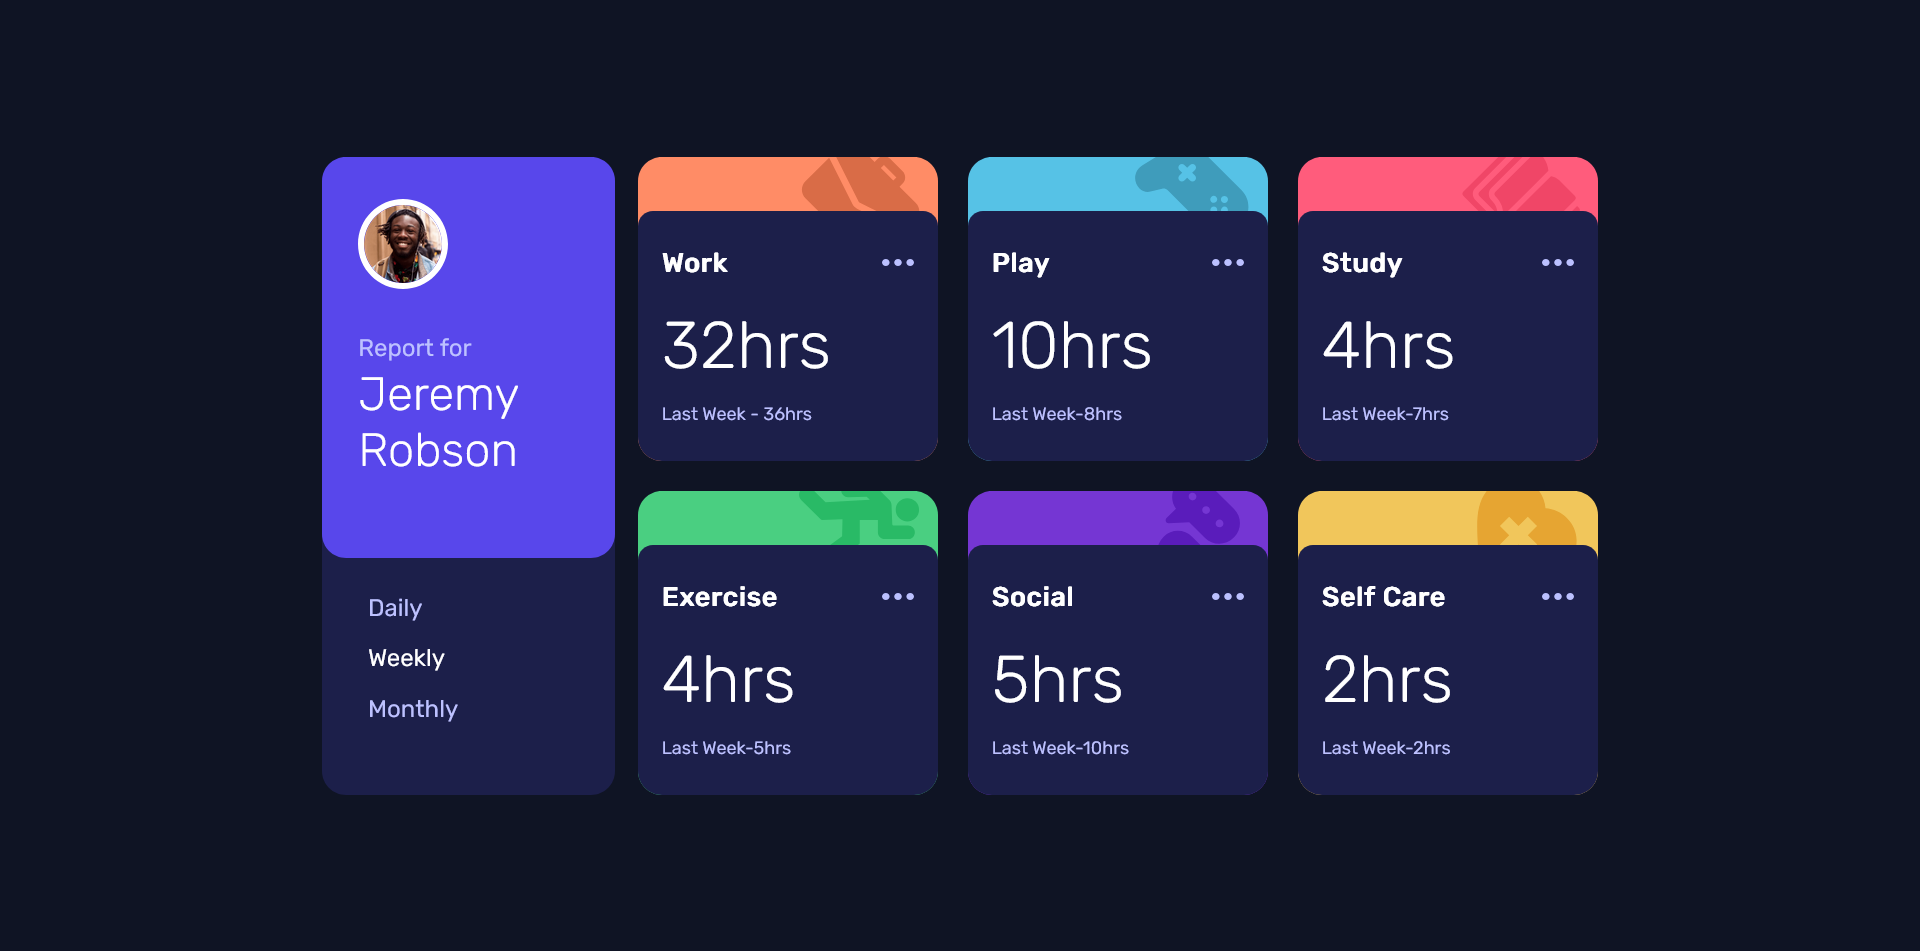 Report for
Jeremy
Robson
Daily
Weekly
Monthly
Work
32hrs
Last Week - 36hrs
Play
10hrs
Last Week-8hrs
Study
4hrs
Last Week-7hrs
Exercise
4hrs
Last Week-5hrs
Social
5hrs
Last Week-10hrs
Self Care
2hrs
Last Week-2hrs